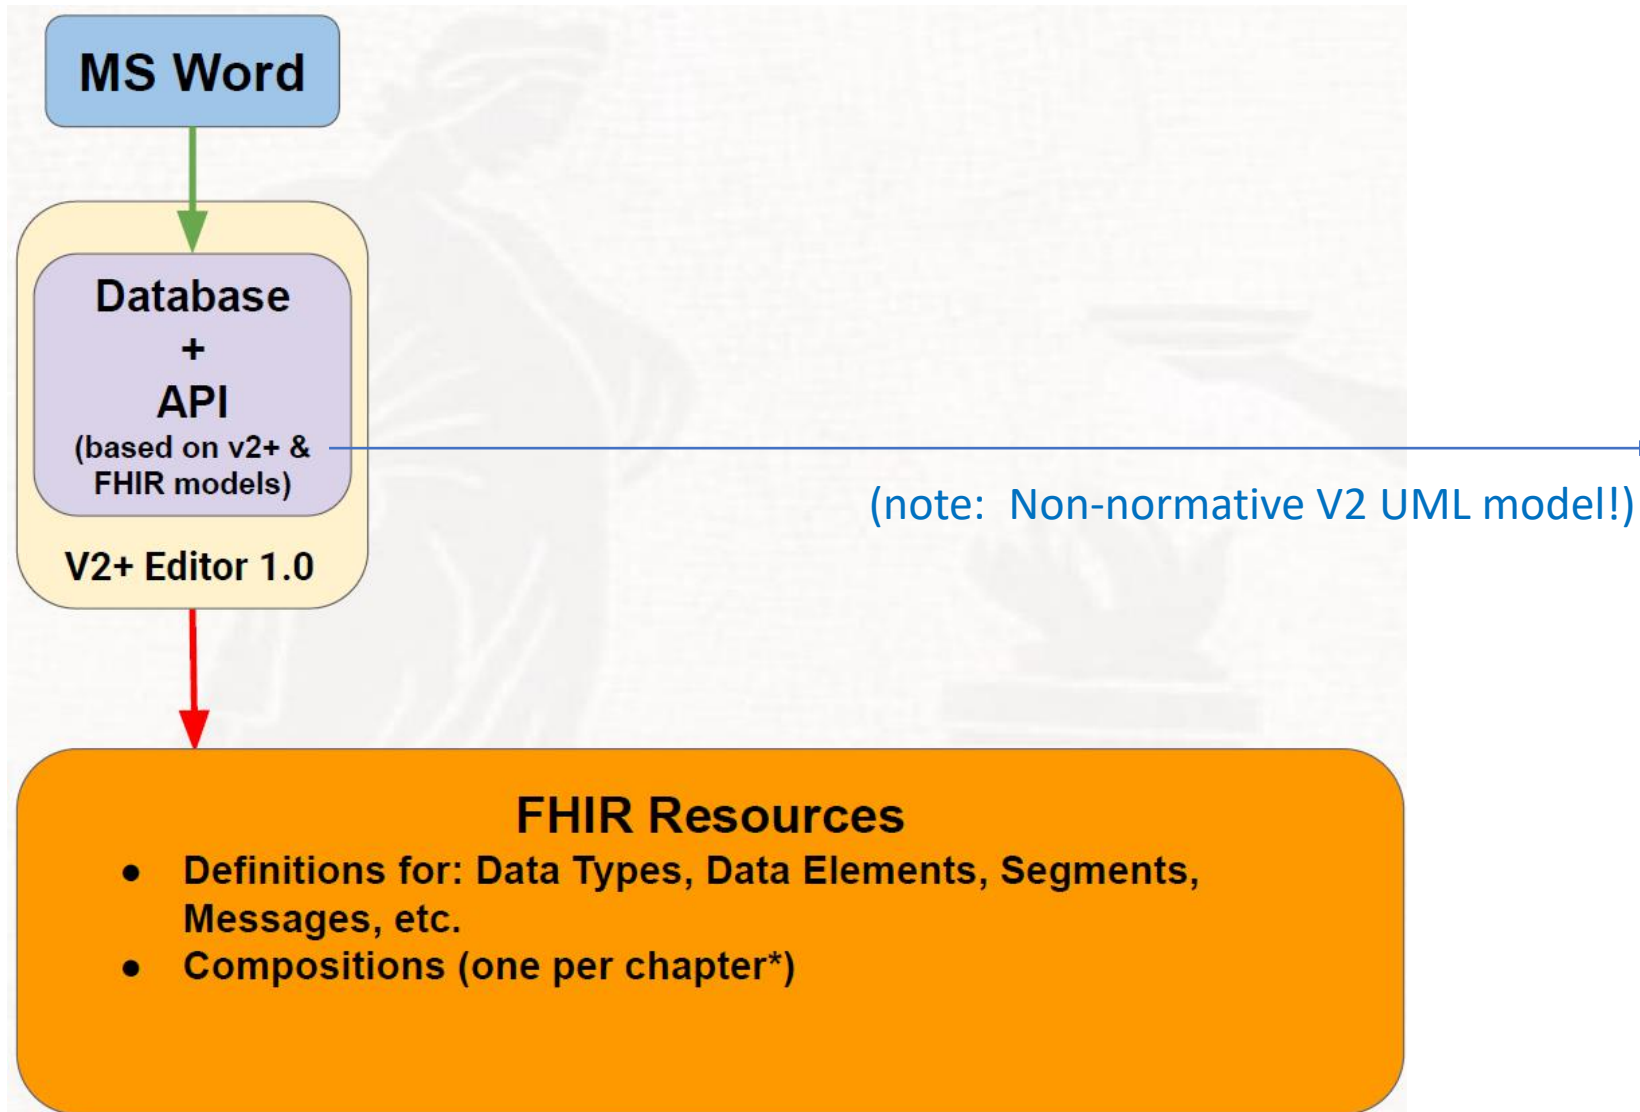 MS Word
Database
+
API
(based on v2+ &
FHIR models)
(note:  Non-normative V2 UML model!)
V2+ Editor 1.0
FHIR Resources
● Definitions for: Data Types, Data Elements, Segments,
Messages, etc.
● Compositions (one per chapter*)